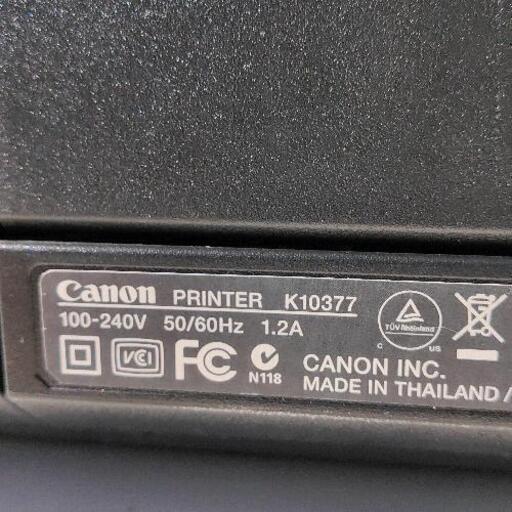 Canon PRINTER K10377
100-240V 50/60Hz 1.2A
TÜV Rheinland
C US
VCI FC N118
CANON INC.
MADE IN THAILAND /